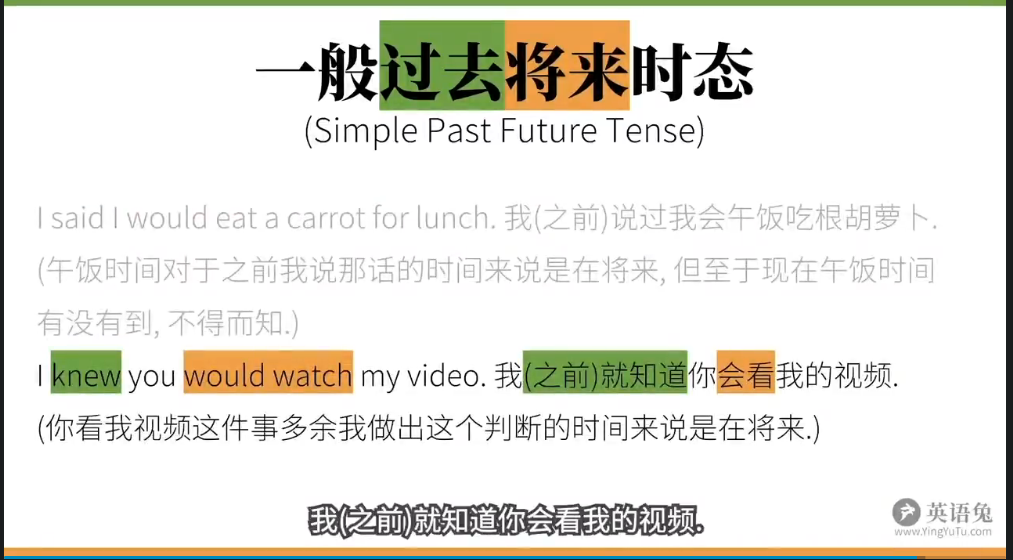 一般过去将来时态
(Simple Past Future Tense)
I said I would eat a carrot for lunch. 我(之前)说过我会午饭吃根胡萝卜.
(午饭时间对于之前我说那话的时间来说是在将来, 但至于现在午饭时间
有没有到, 不得而知.)
I knew you would watch my video. 我(之前)就知道你会看我的视频.
(你看我视频这件事多余我做出这个判断的时间来说是在将来.)
我(之前)就知道你会看我的视频.
英语兔
www.YingYuTu.com